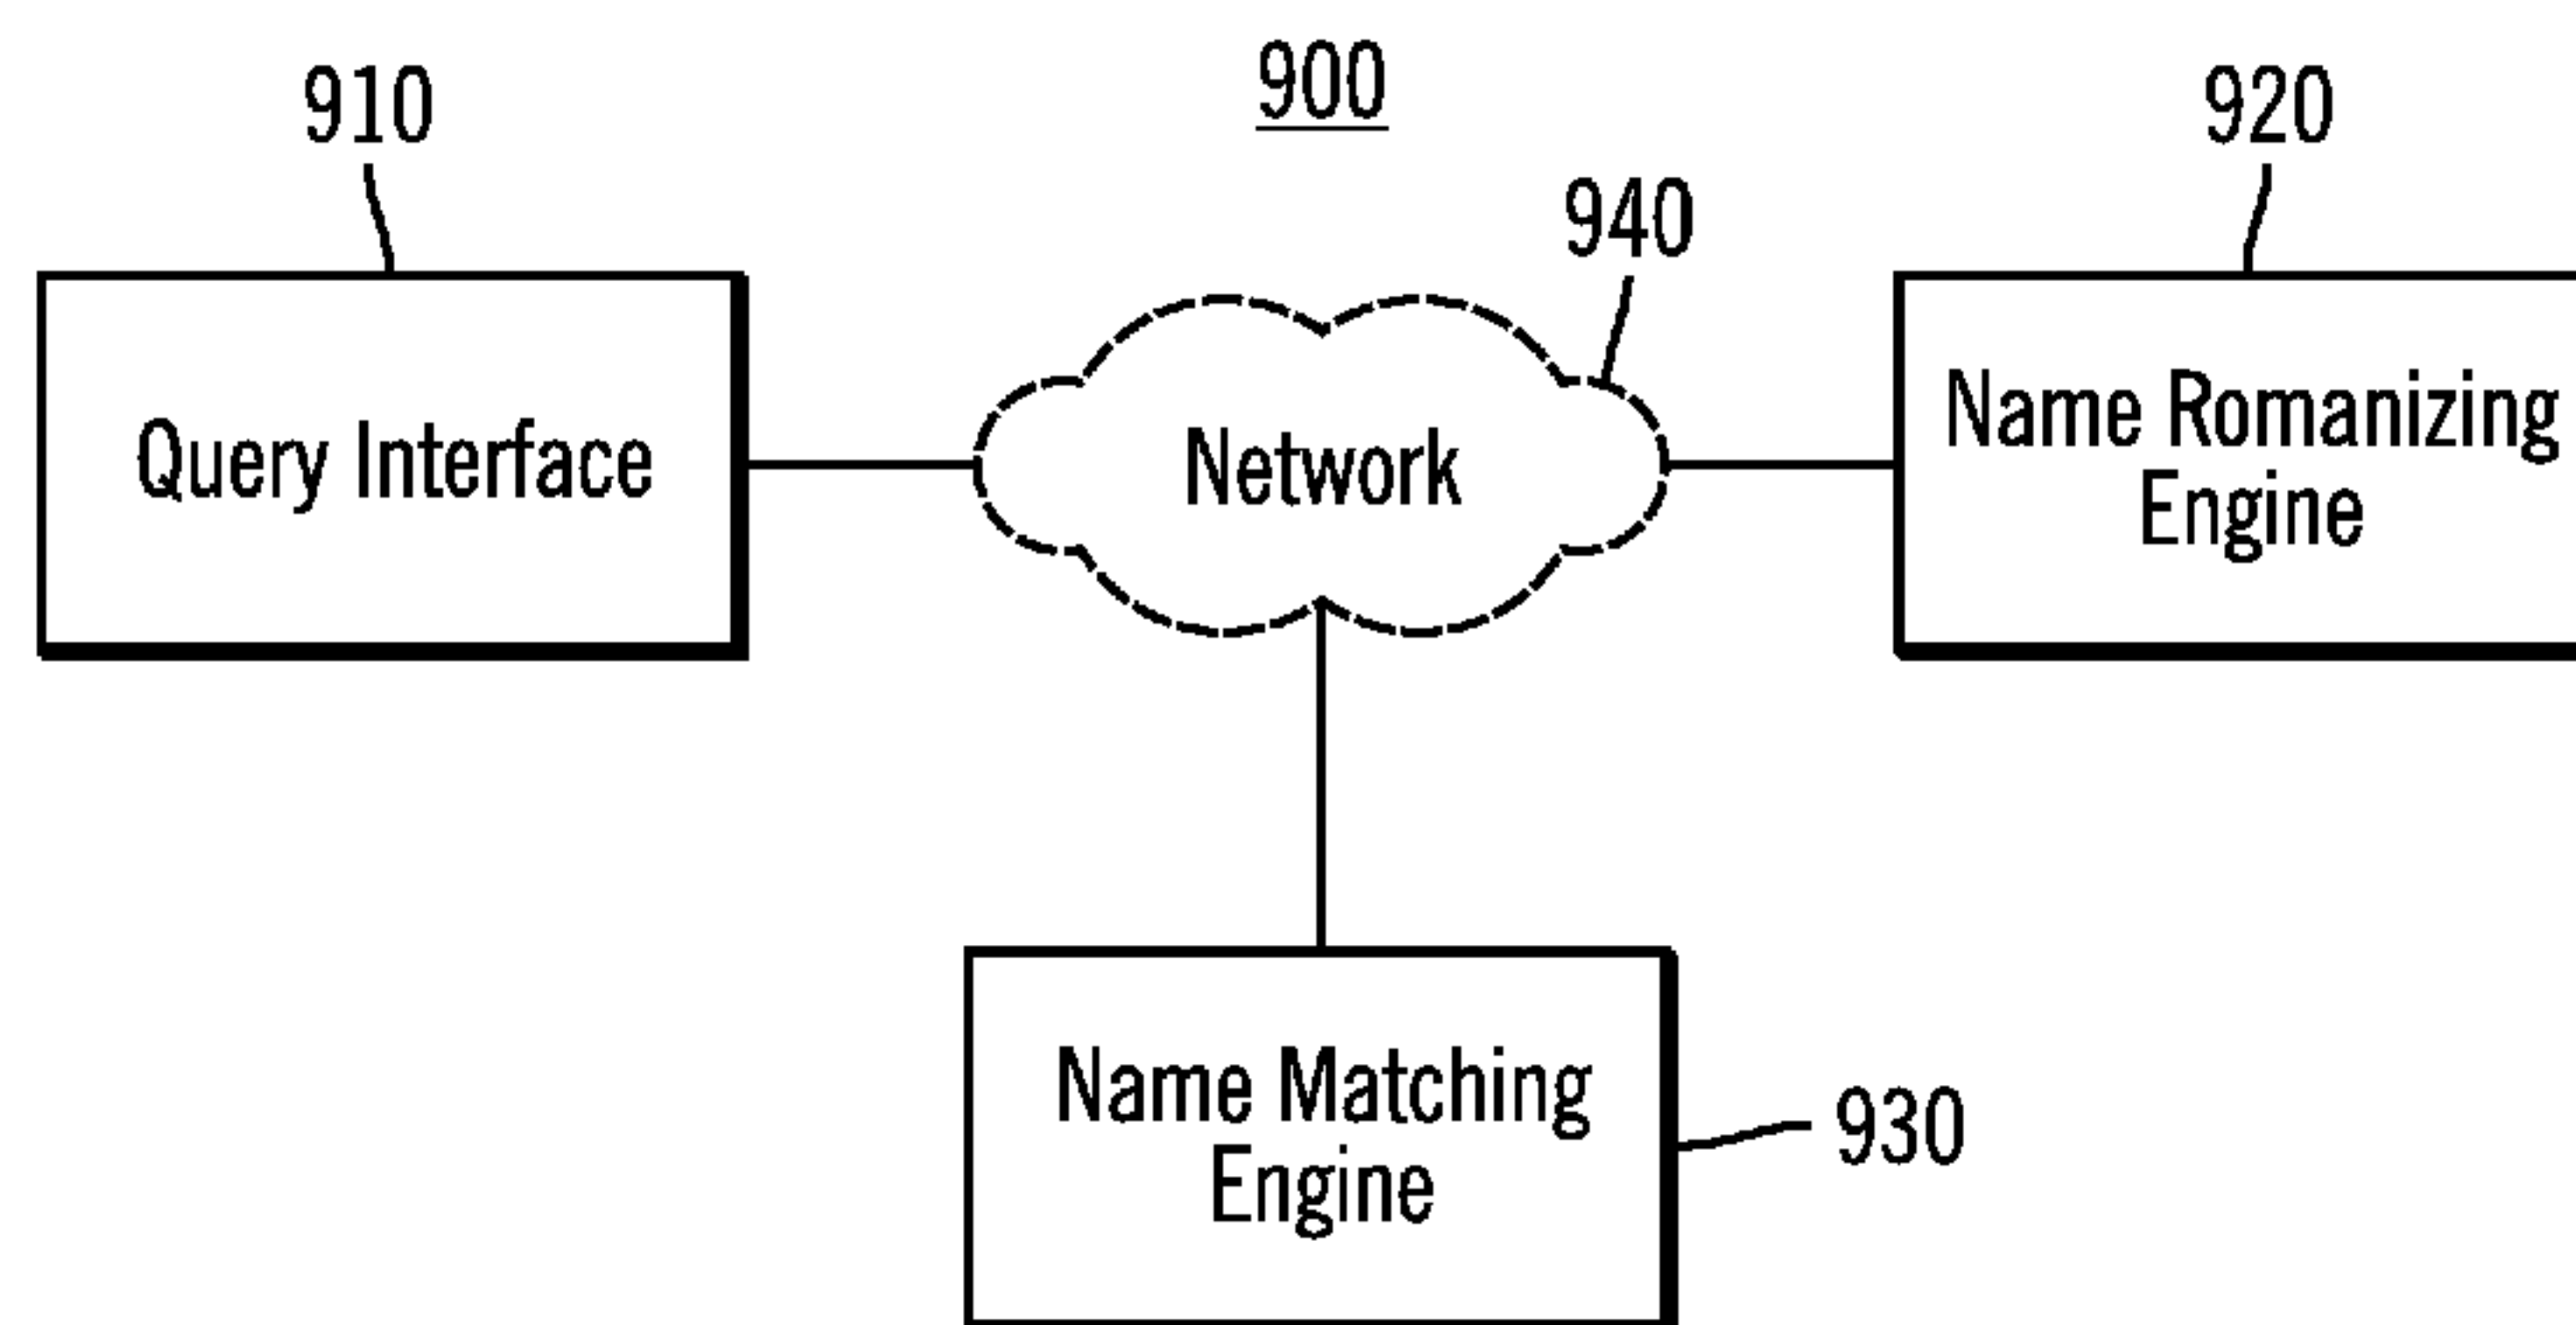 900
910
920
940
Query Interface
Network
Name Romanizing
Engine
Name Matching
Engine
930